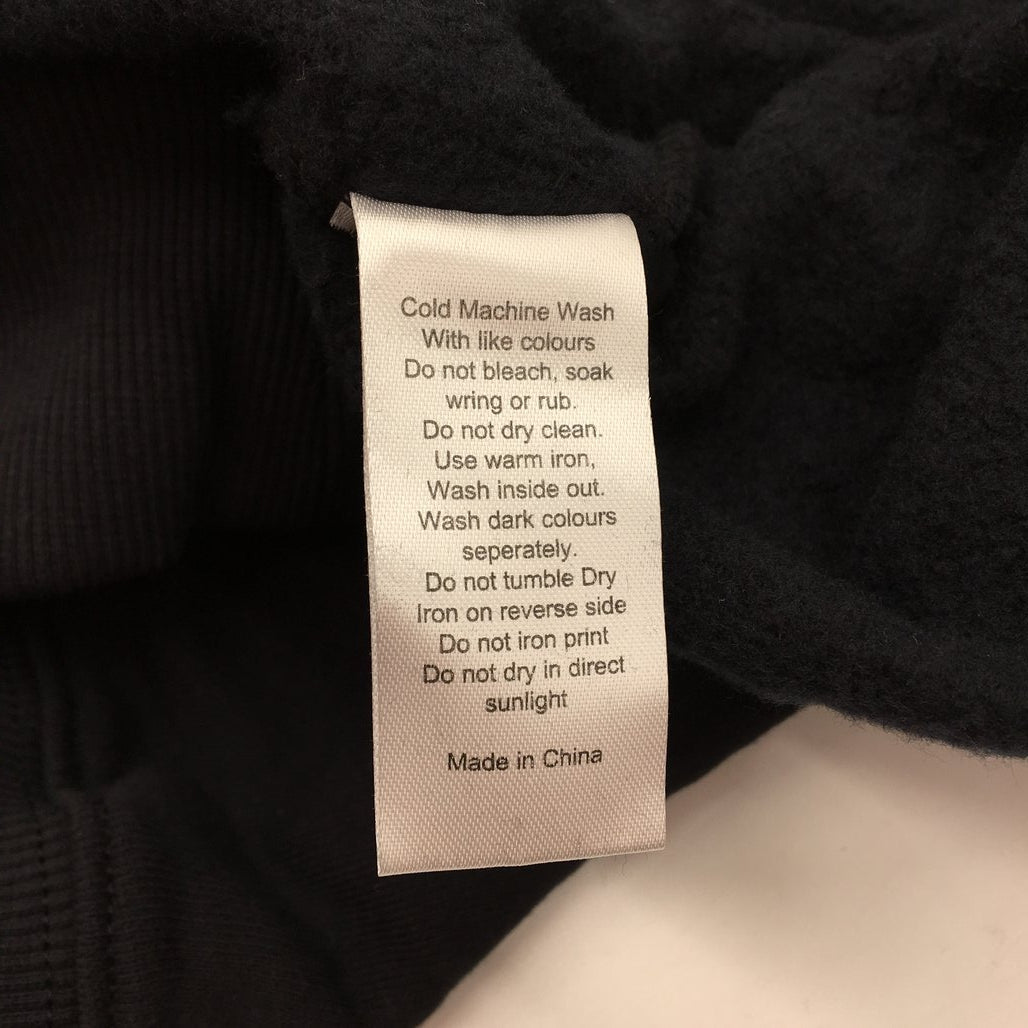 Cold Machine Wash
With like colours
Do not bleach, soak
wring or rub.
Do not dry clean.
Use warm iron,
Wash inside out.
Wash dark colours
seperately.
Do not tumble Dry
Iron on reverse side
Do not iron print
Do not dry in direct
sunlight
Made in China